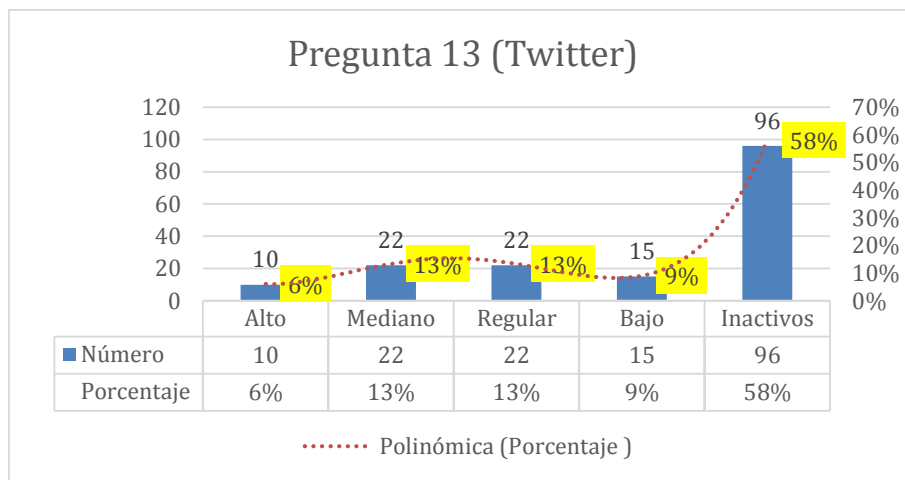 Pregunta 13 (Twitter)
120 70%
100 60%
80 50%
60 40%
40 30%
20 20%
0 10%
0%
10 22 22 15 96
6% 13% 13% 9% 58%
Alto Mediano Regular Bajo Inactivos
Número 10 22 22 15 96
Porcentaje 6% 13% 13% 9% 58%
Polinómica (Porcentaje )